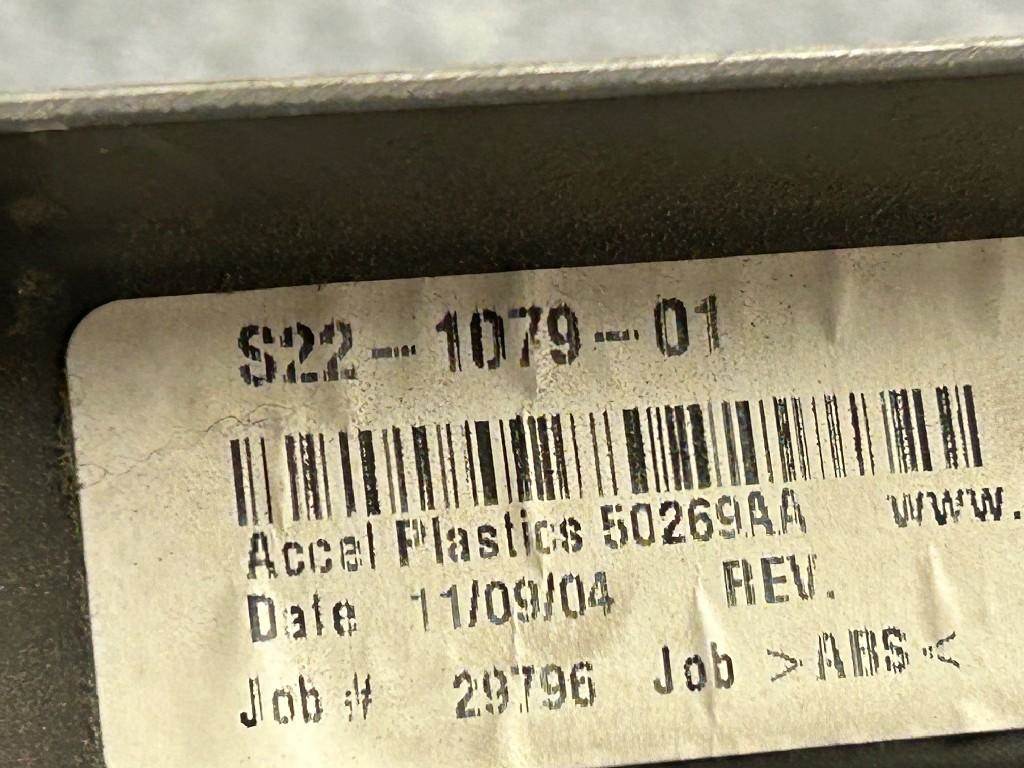 S22-1079-01
Accel Plastics 50269AA www.
Date 11/09/04 REV.
Job # 29796 Job >ABS<